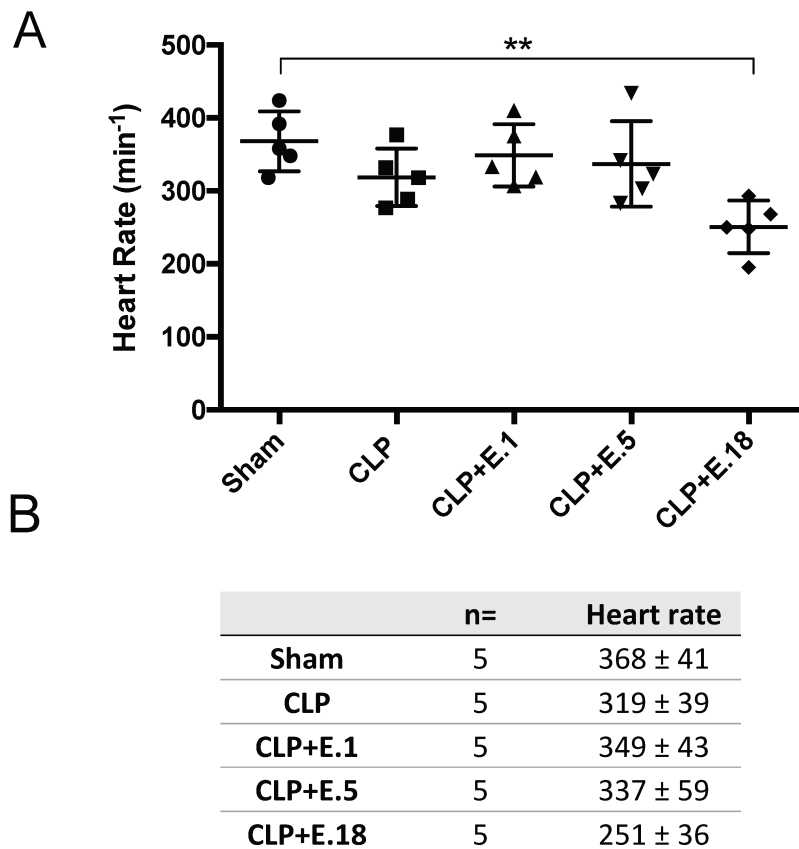 A
**
500
400
300
200
100
0
Heart Rate (min⁻¹)
Sham
CLP
CLP+E.1
CLP+E.5
CLP+E.18
B
n= Heart rate
Sham 5 368 ± 41
CLP 5 319 ± 39
CLP+E.1 5 349 ± 43
CLP+E.5 5 337 ± 59
CLP+E.18 5 251 ± 36